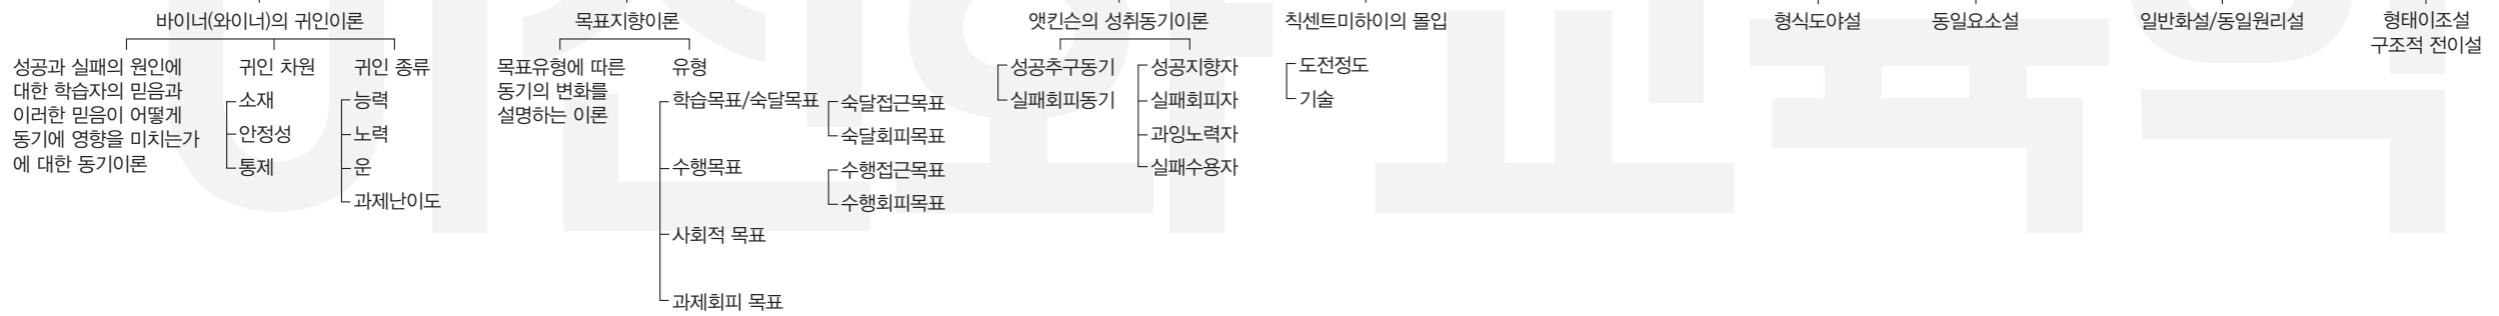 바이너(와이너)의 귀인이론
성공과 실패의 원인에
대한 학습자의 믿음과
이러한 믿음이 어떻게
동기에 영향을 미치는가
에 대한 동기이론
귀인 차원
소재
안정성
통제
귀인 종류
능력
노력
운
과제난이도
목표지향이론
목표유형에 따른
동기의 변화를
설명하는 이론
유형
학습목표/숙달목표
숙달접근목표
숙달회피목표
수행목표
수행접근목표
수행회피목표
사회적 목표
과제회피 목표
앳킨슨의 성취동기이론
성공추구동기
실패회피동기
성공지향자
실패회피자
과잉노력자
실패수용자
칙센트미하이의 몰입
도전정도
기술
형식도야설
동일요소설
일반화설/동일원리설
형태이조설
구조적 전이설